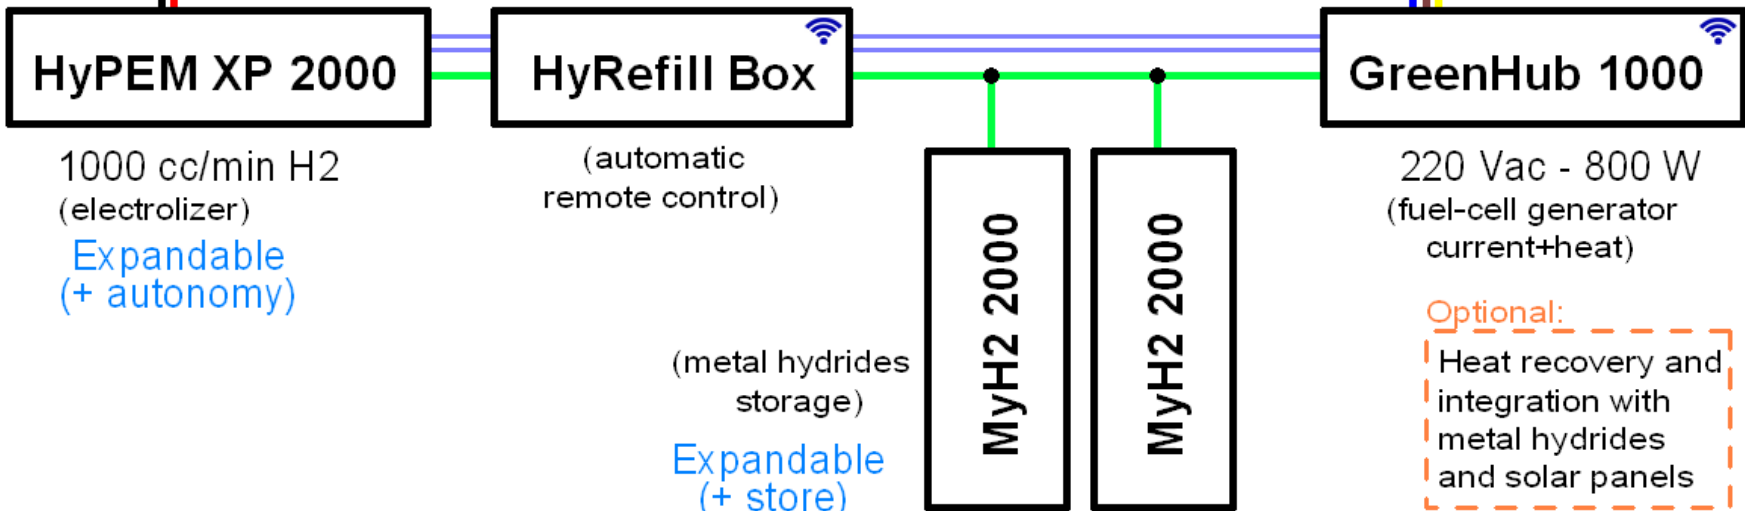 HyPEM XP 2000
HyRefill Box
GreenHub 1000
1000 cc/min H2
(electrolizer)
Expandable
(+ autonomy)
(automatic
remote control)
220 Vac - 800 W
(fuel-cell generator
current+heat)
(metal hydrides
storage)
Expandable
(+ store)
MyH2 2000
MyH2 2000
Optional:
Heat recovery and
integration with
metal hydrides
and solar panels